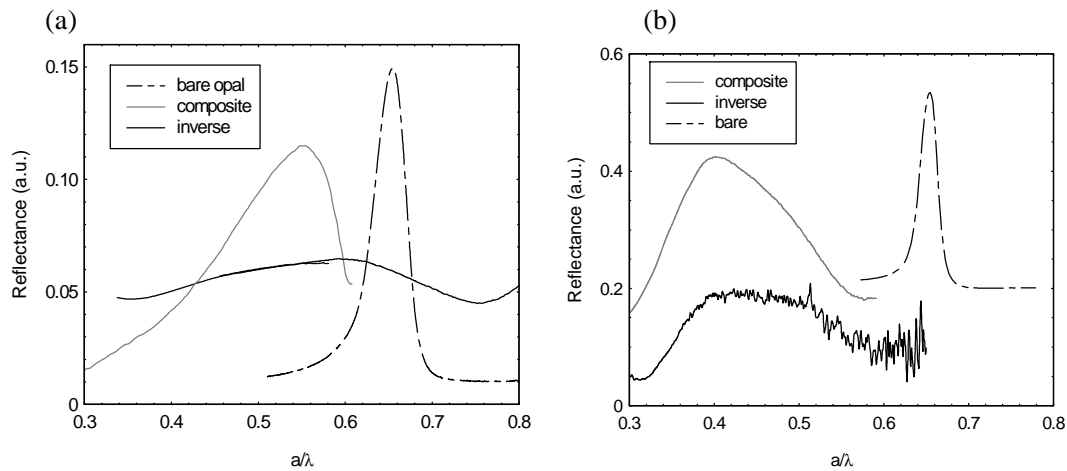 (a)
0.15
0.10
0.05
0
Reflectance (a.u.)
bare opal
composite
inverse
0.3 0.4 0.5 0.6 0.7 0.8
a/λ
(b)
0.6
0.4
0.2
0
Reflectance (a.u.)
composite
inverse
bare
0.3 0.4 0.5 0.6 0.7 0.8
a/λ